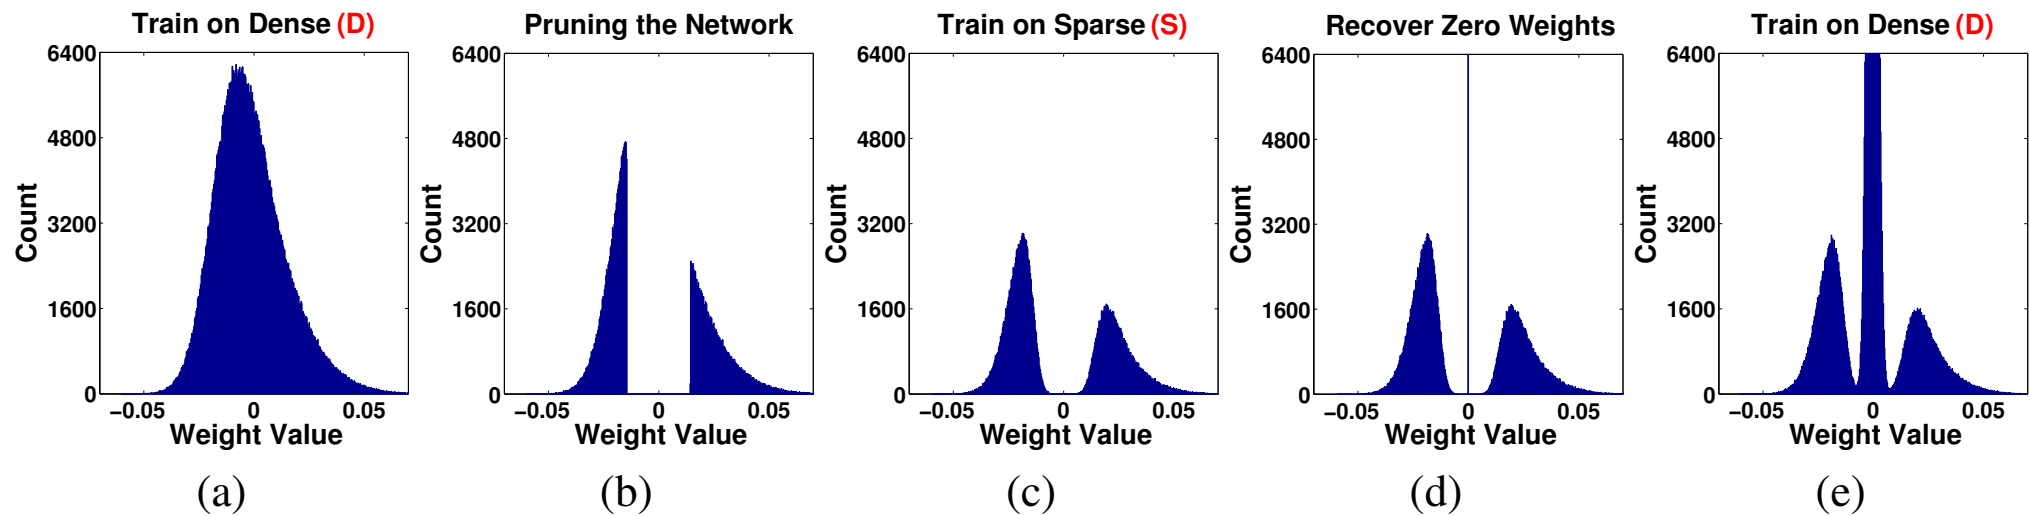 Train on Dense (D)
6400
4800
3200
1600
0
Count
−0.05
0
0.05
Weight Value
(a)
Pruning the Network
6400
4800
3200
1600
0
Count
−0.05
0
0.05
Weight Value
(b)
Train on Sparse (S)
6400
4800
3200
1600
0
Count
−0.05
0
0.05
Weight Value
(c)
Recover Zero Weights
6400
4800
3200
1600
0
Count
−0.05
0
0.05
Weight Value
(d)
Train on Dense (D)
6400
4800
3200
1600
0
Count
−0.05
0
0.05
Weight Value
(e)